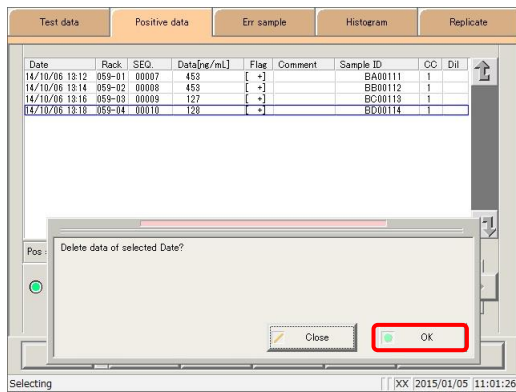 Test data Positive data Err sample Histogram Replicate
Date Rack SEQ. Data[ng/mL] Flag Comment Sample ID CC Dil
14/10/06 13:12 059-01 00007 453 [ +] BA00111 1
14/10/06 13:14 059-02 00008 453 [ +] BB00112 1
14/10/06 13:16 059-03 00009 127 [ +] BC00113 1
14/10/06 13:18 059-04 00010 128 [ +] BD00114 1
Pos
Delete data of selected Date?
Close OK
Selecting XX 2015/01/05 11:01:26